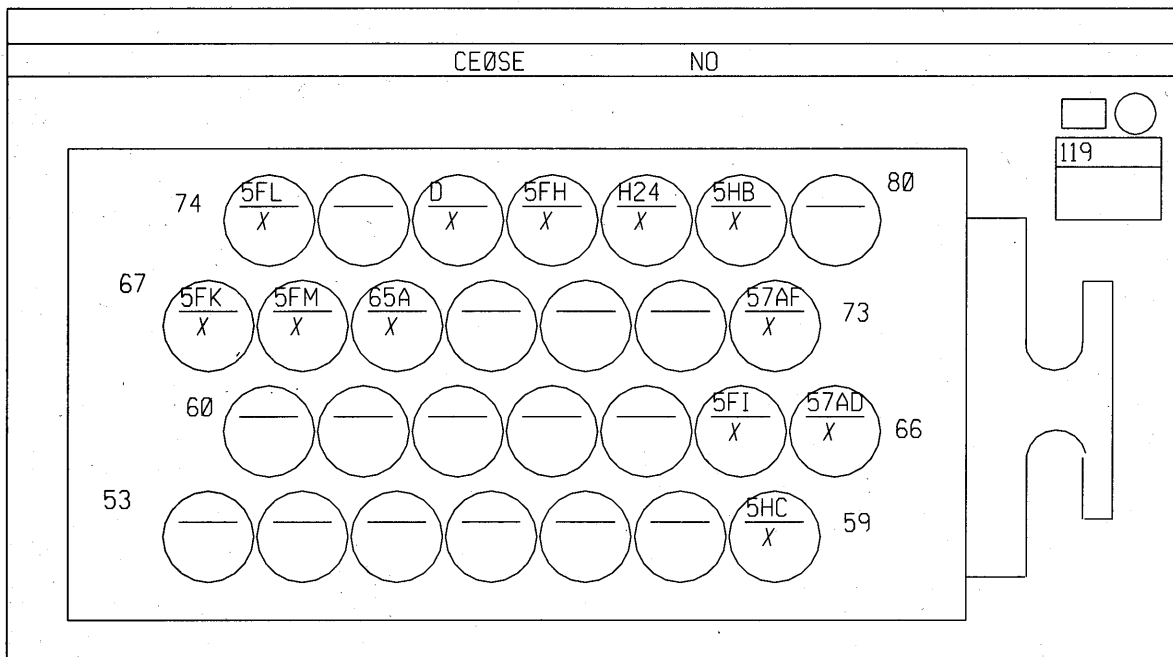 CEØSE NO
119
74 5FL D 5FH H24 5HB 80
X X X X X
67 5FK 5FM 65A 57AF 73
X X X X
60 5FI 57AD 66
X X
53 5HC 59
X